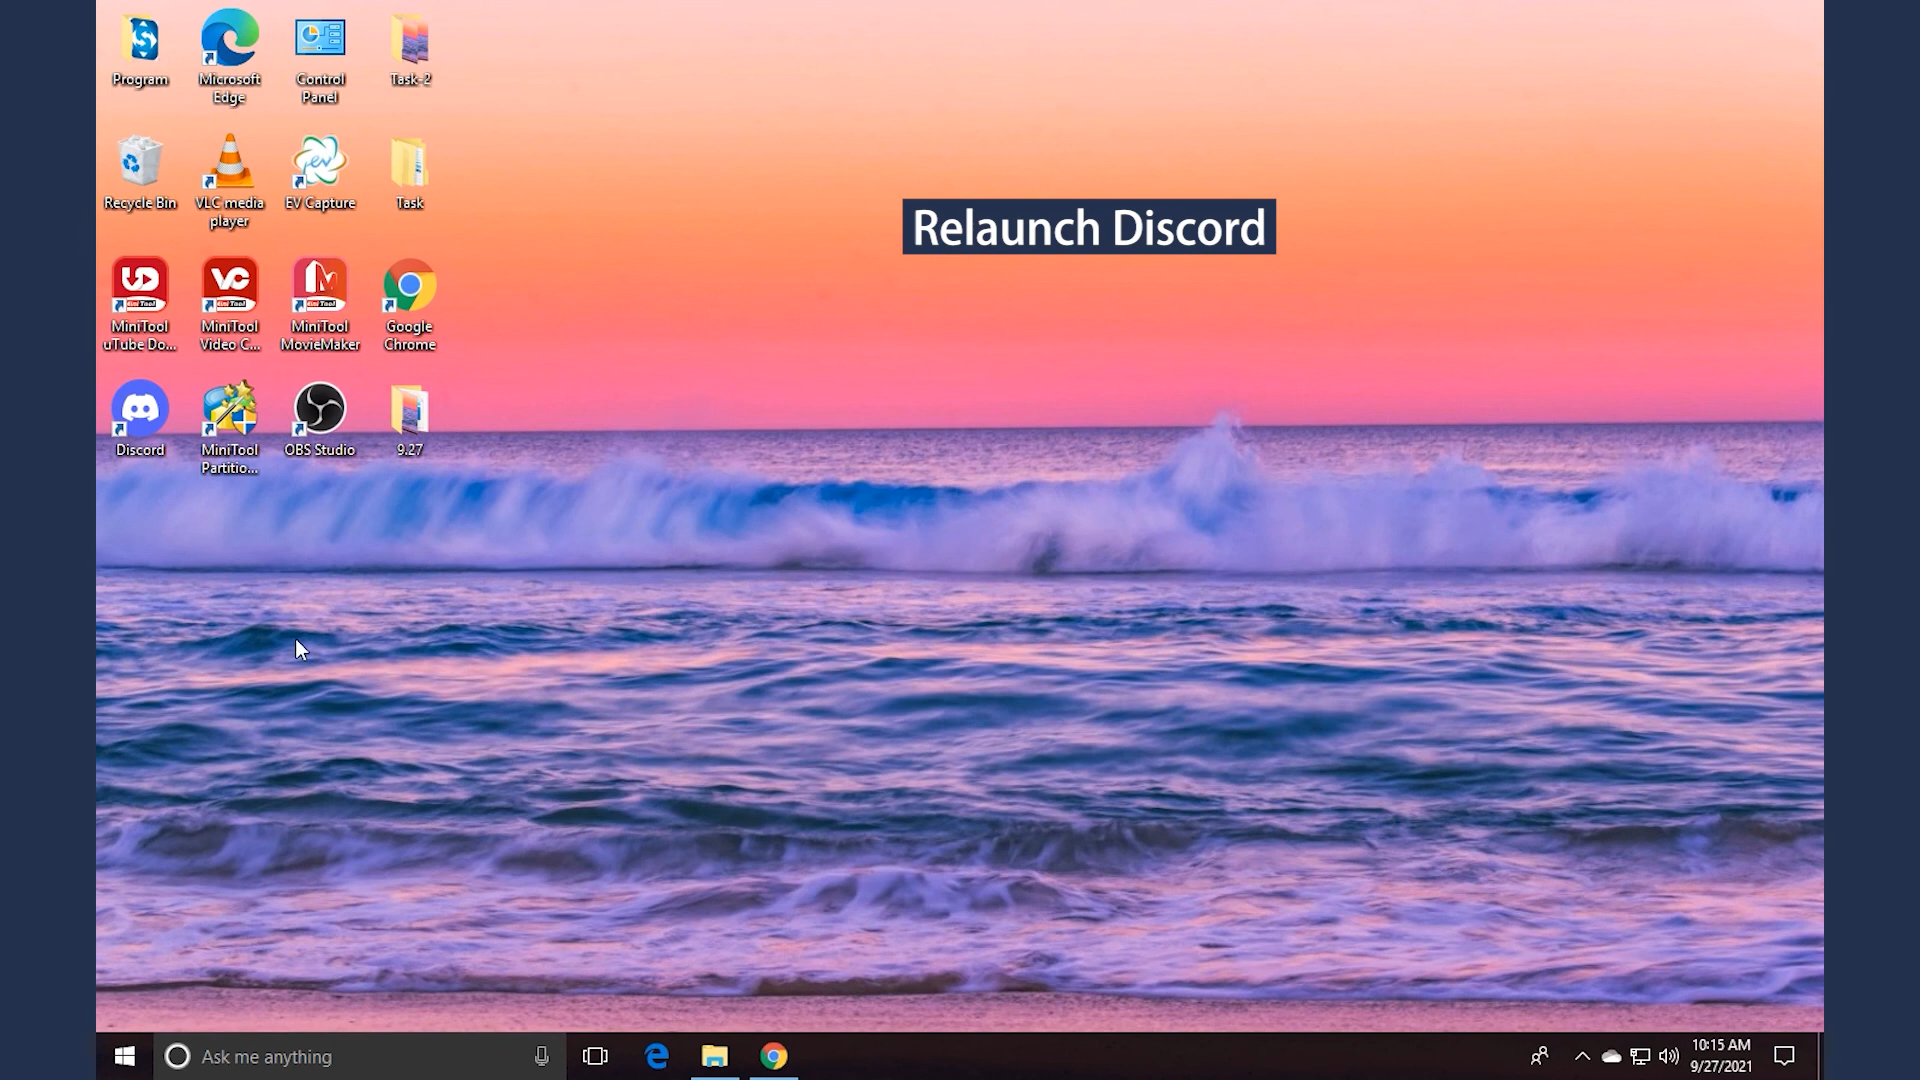 Program
Microsoft
Edge
Control
Panel
Task-2
Recycle Bin
VLC media
player
EV Capture
Task
MiniTool
uTube Do...
MiniTool
Video C...
MiniTool
MovieMaker
Google
Chrome
Discord
MiniTool
Partitio...
OBS Studio
9.27
Relaunch Discord
Ask me anything
10:15 AM
9/27/2021